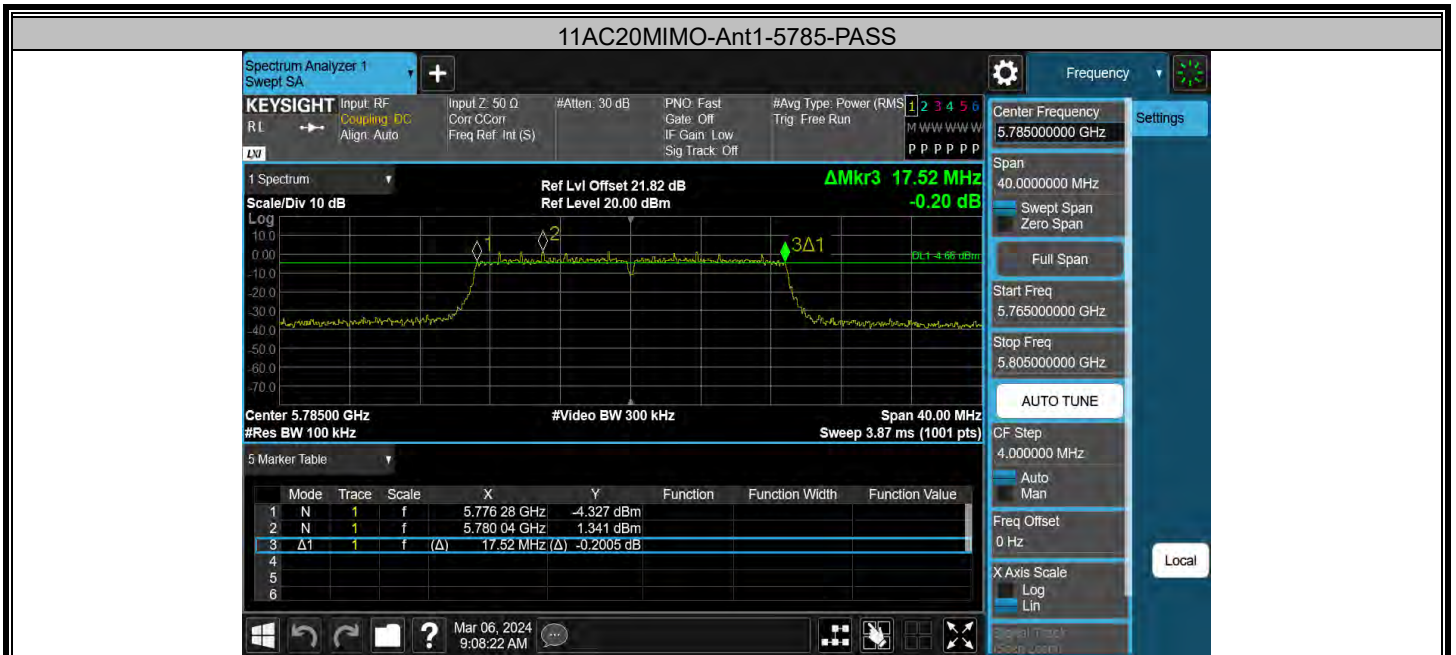 11AC20MIMO-Ant1-5785-PASS
Spectrum Analyzer 1
Swept SA
+
Frequency
KEYSIGHT Input: RF Input Z: 50 Ω #Atten: 30 dB PNO: Fast #Avg Type: Power (RMS 1 2 3 4 5 6
RL Coupling: DC Corr CCorr Gate: Off Trig: Free Run M W W W W W
Align: Auto Freq Ref: Int (S) IF Gain: Low
LXI Sig Track: Off P P P P P P
Center Frequency
5.785000000 GHz
Settings
Span
40.0000000 MHz
Swept Span
Zero Span
Full Span
Start Freq
5.765000000 GHz
Stop Freq
5.805000000 GHz
AUTO TUNE
CF Step
4.000000 MHz
Auto
Man
Freq Offset
0 Hz
X Axis Scale
Log
Lin
Local
1 Spectrum
Scale/Div 10 dB
Ref Lvl Offset 21.82 dB
Ref Level 20.00 dBm
ΔMkr3 17.52 MHz
-0.20 dB
Log
10.0
0.00
-10.0
-20.0
-30.0
-40.0
-50.0
-60.0
-70.0
1
2
3Δ1
DL1 -4.66 dBm
Center 5.78500 GHz #Video BW 300 kHz Span 40.00 MHz
#Res BW 100 kHz Sweep 3.87 ms (1001 pts)
5 Marker Table
Mode Trace Scale X Y Function Function Width Function Value
1 N 1 f 5.776 28 GHz -4.327 dBm
2 N 1 f 5.780 04 GHz 1.341 dBm
3 Δ1 1 f (Δ) 17.52 MHz (Δ) -0.2005 dB
4
5
6
?
Mar 06, 2024
9:08:22 AM